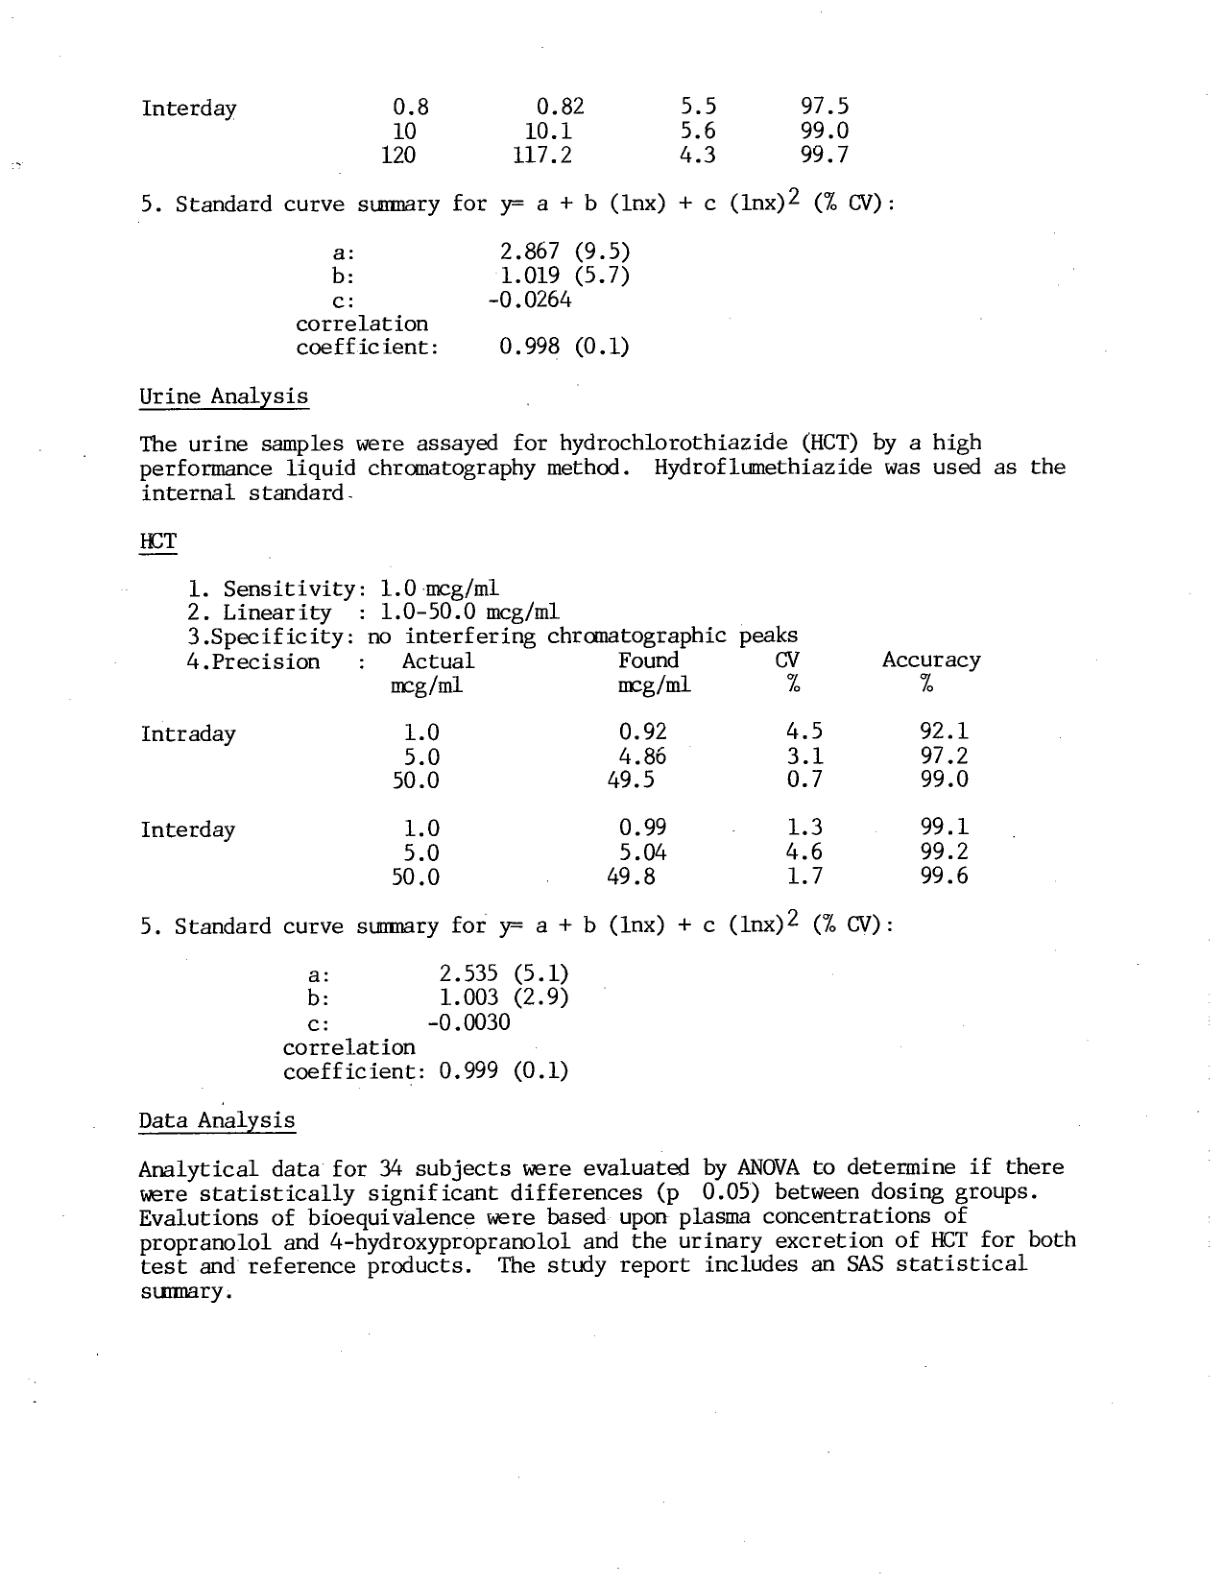 Interday 0.8 0.82 5.5 97.5
10 10.1 5.6 99.0
120 117.2 4.3 99.7
5. Standard curve summary for y= a + b (lnx) + c (lnx)2 (% CV):
a: 2.867 (9.5)
b: 1.019 (5.7)
c: -0.0264
correlation
coefficient: 0.998 (0.1)
Urine Analysis
The urine samples were assayed for hydrochlorothiazide (HCT) by a high
performance liquid chromatography method. Hydroflumethiazide was used as the
internal standard.
HCT
1. Sensitivity: 1.0 mcg/ml
2. Linearity : 1.0-50.0 mcg/ml
3.Specificity: no interfering chromatographic peaks
4.Precision : Actual Found CV Accuracy
mcg/ml mcg/ml % %
Intraday 1.0 0.92 4.5 92.1
5.0 4.86 3.1 97.2
50.0 49.5 0.7 99.0
Interday 1.0 0.99 1.3 99.1
5.0 5.04 4.6 99.2
50.0 49.8 1.7 99.6
5. Standard curve summary for y= a + b (lnx) + c (lnx)2 (% CV):
a: 2.535 (5.1)
b: 1.003 (2.9)
c: -0.0030
correlation
coefficient: 0.999 (0.1)
Data Analysis
Analytical data for 34 subjects were evaluated by ANOVA to determine if there
were statistically significant differences (p 0.05) between dosing groups.
Evalutions of bioequivalence were based upon plasma concentrations of
propranolol and 4-hydroxypropranolol and the urinary excretion of HCT for both
test and reference products. The study report includes an SAS statistical
summary.